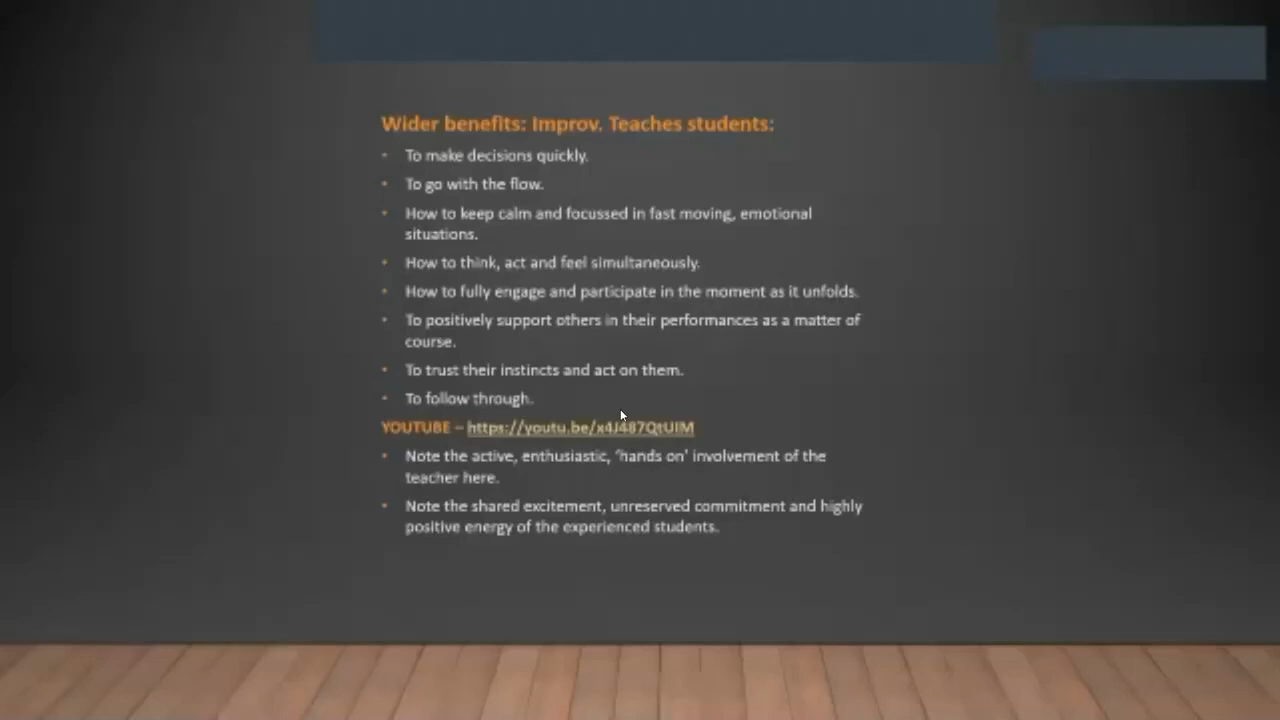 Wider benefits: Improv. Teaches students:
• To make decisions quickly.
• To go with the flow.
• How to keep calm and focussed in fast moving, emotional
situations.
• How to think, act and feel simultaneously.
• How to fully engage and participate in the moment as it unfolds.
• To positively support others in their performances as a matter of
course.
• To trust their instincts and act on them.
• To follow through.
YOUTUBE – https://youtu.be/x4J487QtUIM
• Note the active, enthusiastic, ‘hands on’ involvement of the
teacher here.
• Note the shared excitement, unreserved commitment and highly
positive energy of the experienced students.